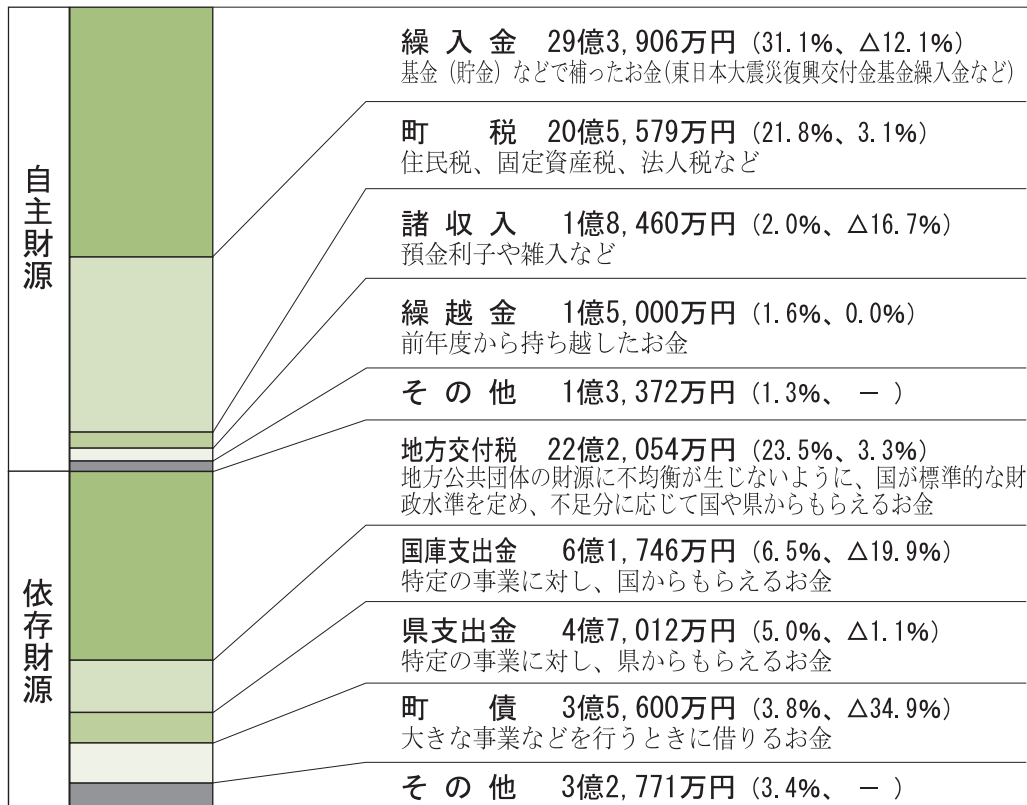 自主財源
繰入金 29億3,906万円 (31.1%、△12.1%)
基金（貯金）などで補ったお金(東日本大震災復興交付金基金繰入金など)
町税 20億5,579万円 (21.8%、3.1%)
住民税、固定資産税、法人税など
諸収入 1億8,460万円 (2.0%、△16.7%)
預金利子や雑入など
繰越金 1億5,000万円 (1.6%、0.0%)
前年度から持ち越したお金
その他 1億3,372万円 (1.3%、－)
依存財源
地方交付税 22億2,054万円 (23.5%、3.3%)
地方公共団体の財源に不均衡が生じないように、国が標準的な財
政水準を定め、不足分に応じて国や県からもらえるお金
国庫支出金 6億1,746万円 (6.5%、△19.9%)
特定の事業に対し、国からもらえるお金
県支出金 4億7,012万円 (5.0%、△1.1%)
特定の事業に対し、県からもらえるお金
町債 3億5,600万円 (3.8%、△34.9%)
大きな事業などを行うときに借りるお金
その他 3億2,771万円 (3.4%、－)